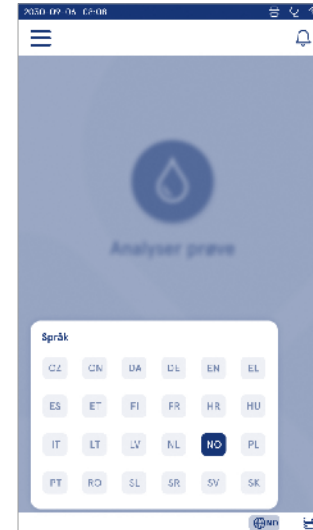 2030-09-06 08:08
Analyser prøve
Språk
CZ CN DA DE EN EL
ES ET FI FR HR HU
IT LT LV NL NO PL
PT RO SL SR SV SK
NO